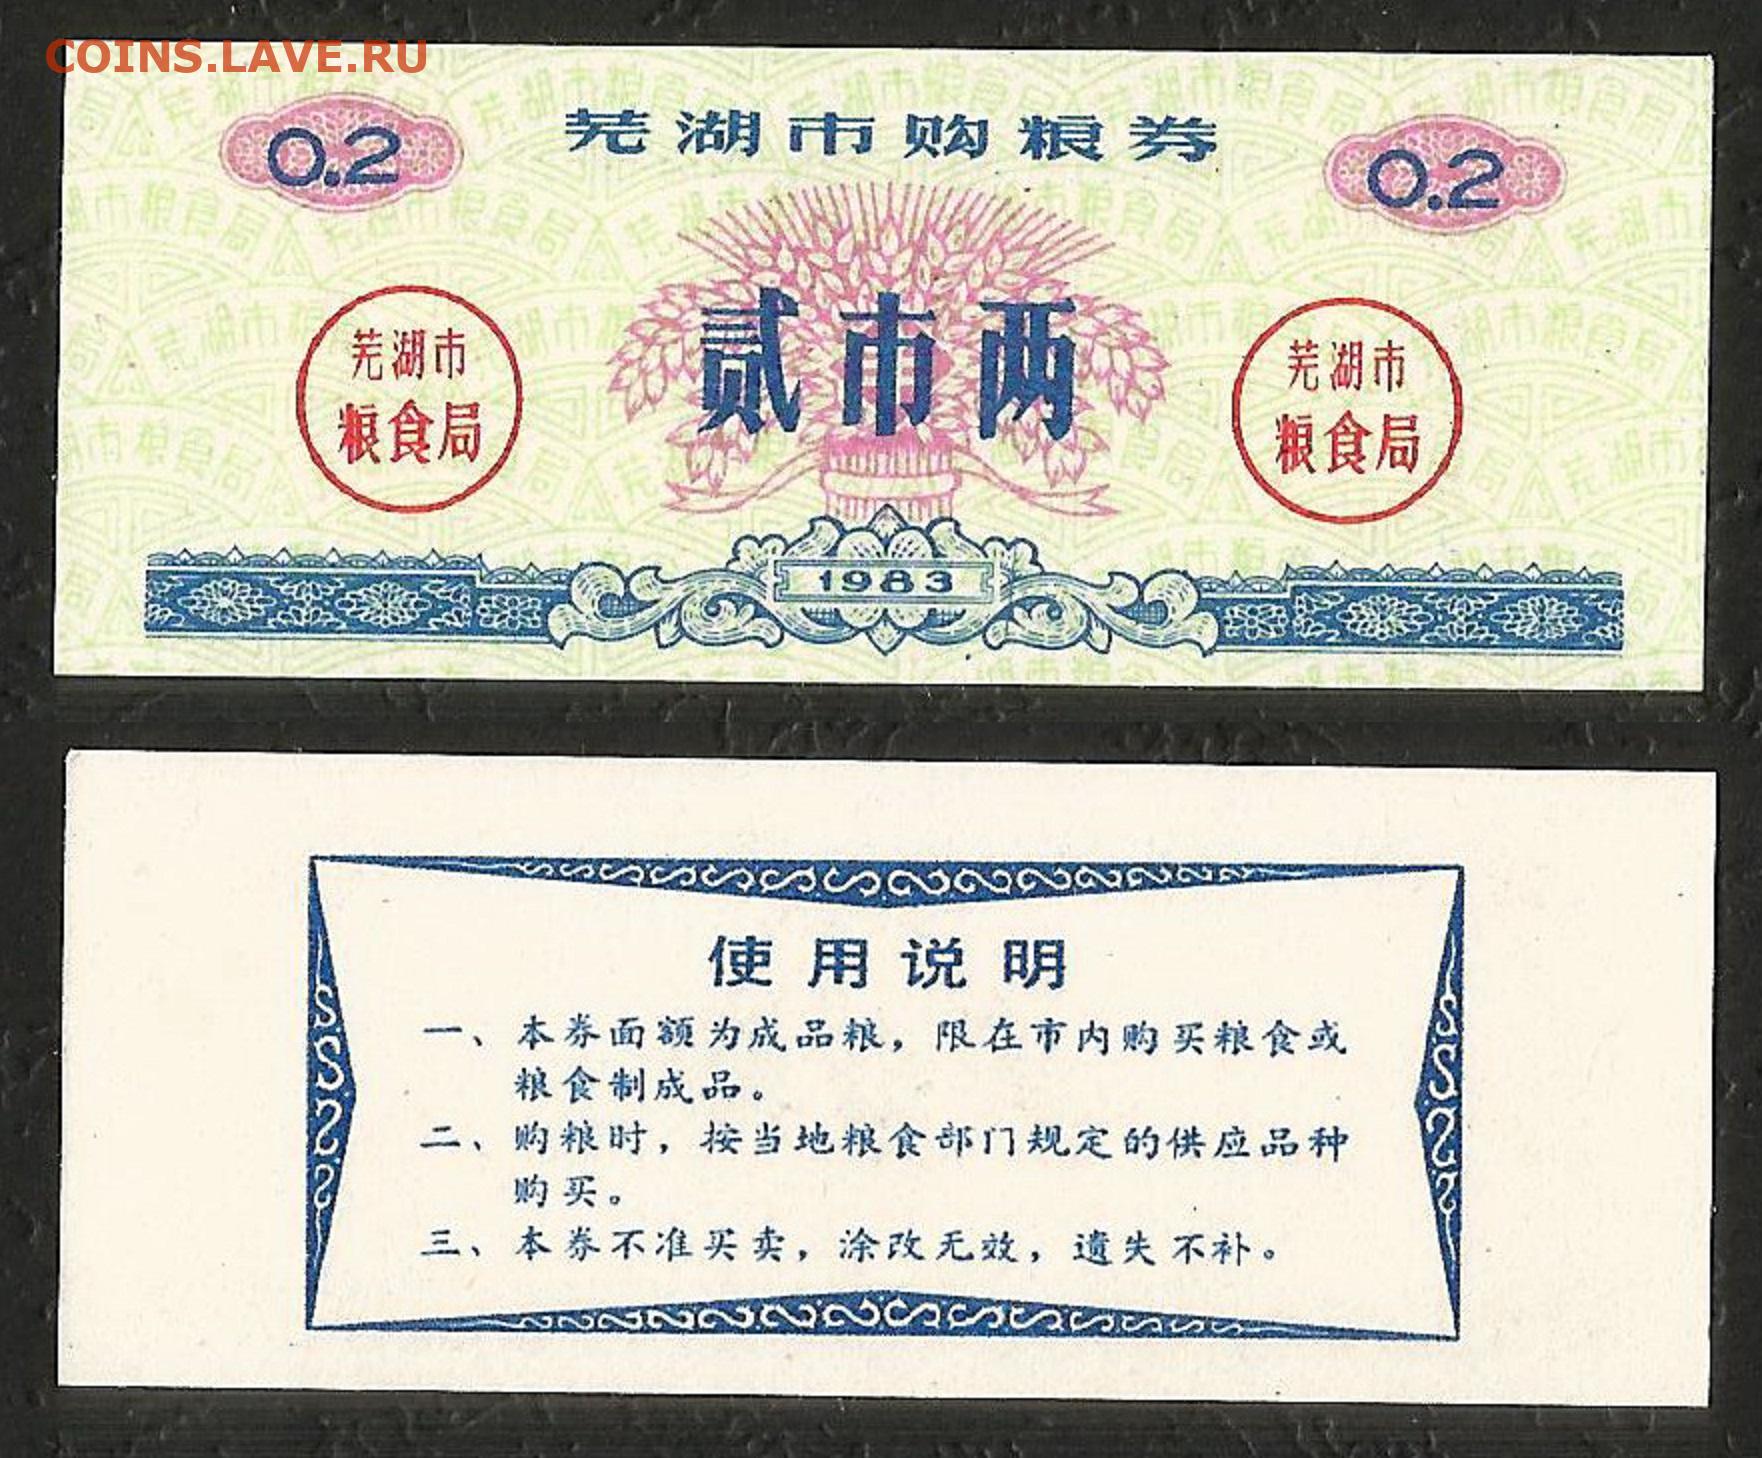 COINS.LAVE.RU
芜湖市购粮券
0.2
0.2
贰市两
芜湖市
粮食局
芜湖市
粮食局
1983
使用说明
一、本券面额为成品粮，限在市内购买粮食或
粮食制成品。
二、购粮时，按当地粮食部门规定的供应品种
购买。
三、本券不准买卖，涂改无效，遗失不补。